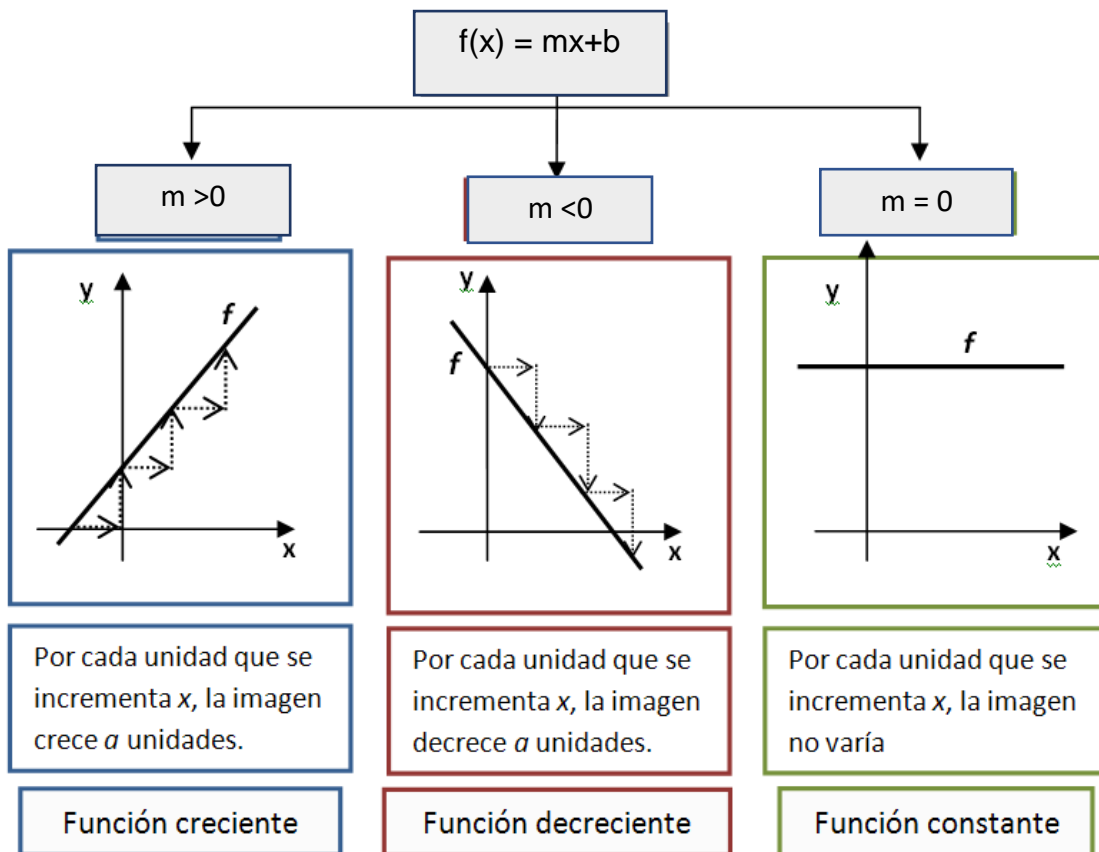 f(x) = mx+b
m >0
m <0
m = 0
y
f
x
y
f
x
y
f
x
Por cada unidad que se
incrementa x, la imagen
crece a unidades.
Por cada unidad que se
incrementa x, la imagen
decrece a unidades.
Por cada unidad que se
incrementa x, la imagen
no varía
Función creciente
Función decreciente
Función constante